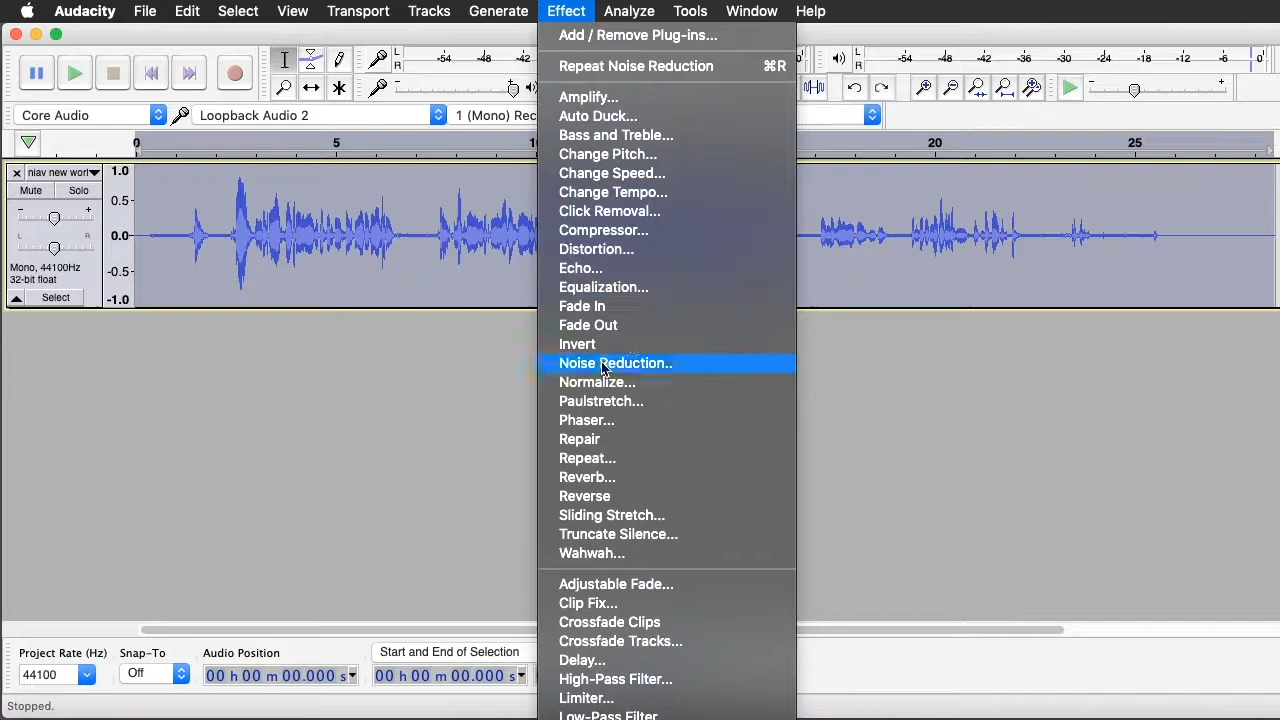 Audacity File Edit Select View Transport Tracks Generate Effect Analyze Tools Window Help
Add / Remove Plug-ins...
Repeat Noise Reduction ⌘R
L
R
-54 -48 -42
L
R
-54 -48 -42 -36 -30 -24 -18 -12 -6 0
Core Audio
Loopback Audio 2
1 (Mono) Rec
0 5 10 20 25
Amplify...
Auto Duck...
Bass and Treble...
Change Pitch...
Change Speed...
Change Tempo...
Click Removal...
Compressor...
Distortion...
Echo...
Equalization...
Fade In
Fade Out
Invert
Noise Reduction..
Normalize...
Paulstretch...
Phaser...
Repair
Repeat...
Reverb...
Reverse
Sliding Stretch...
Truncate Silence...
Wahwah...
Adjustable Fade...
Clip Fix...
Crossfade Clips
Crossfade Tracks...
Delay...
High-Pass Filter...
Limiter...
Low-Pass Filter
niav new worl
Mute Solo
- +
L R
Mono, 44100Hz
32-bit float
Select
1.0
0.5
0.0
-0.5
-1.0
Project Rate (Hz) Snap-To Audio Position Start and End of Selection
44100 Off 00 h 00 m 00.000 s 00 h 00 m 00.000 s
Stopped.